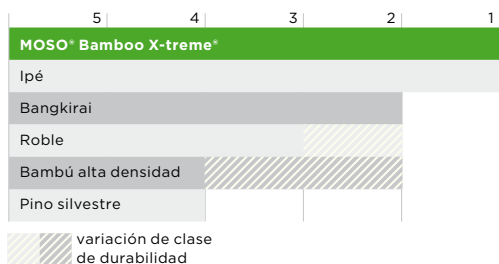 5 4 3 2 1
MOSO® Bamboo X-treme®
Ipé
Bangkirai
Roble
Bambú alta densidad
Pino silvestre
variación de clase
de durabilidad